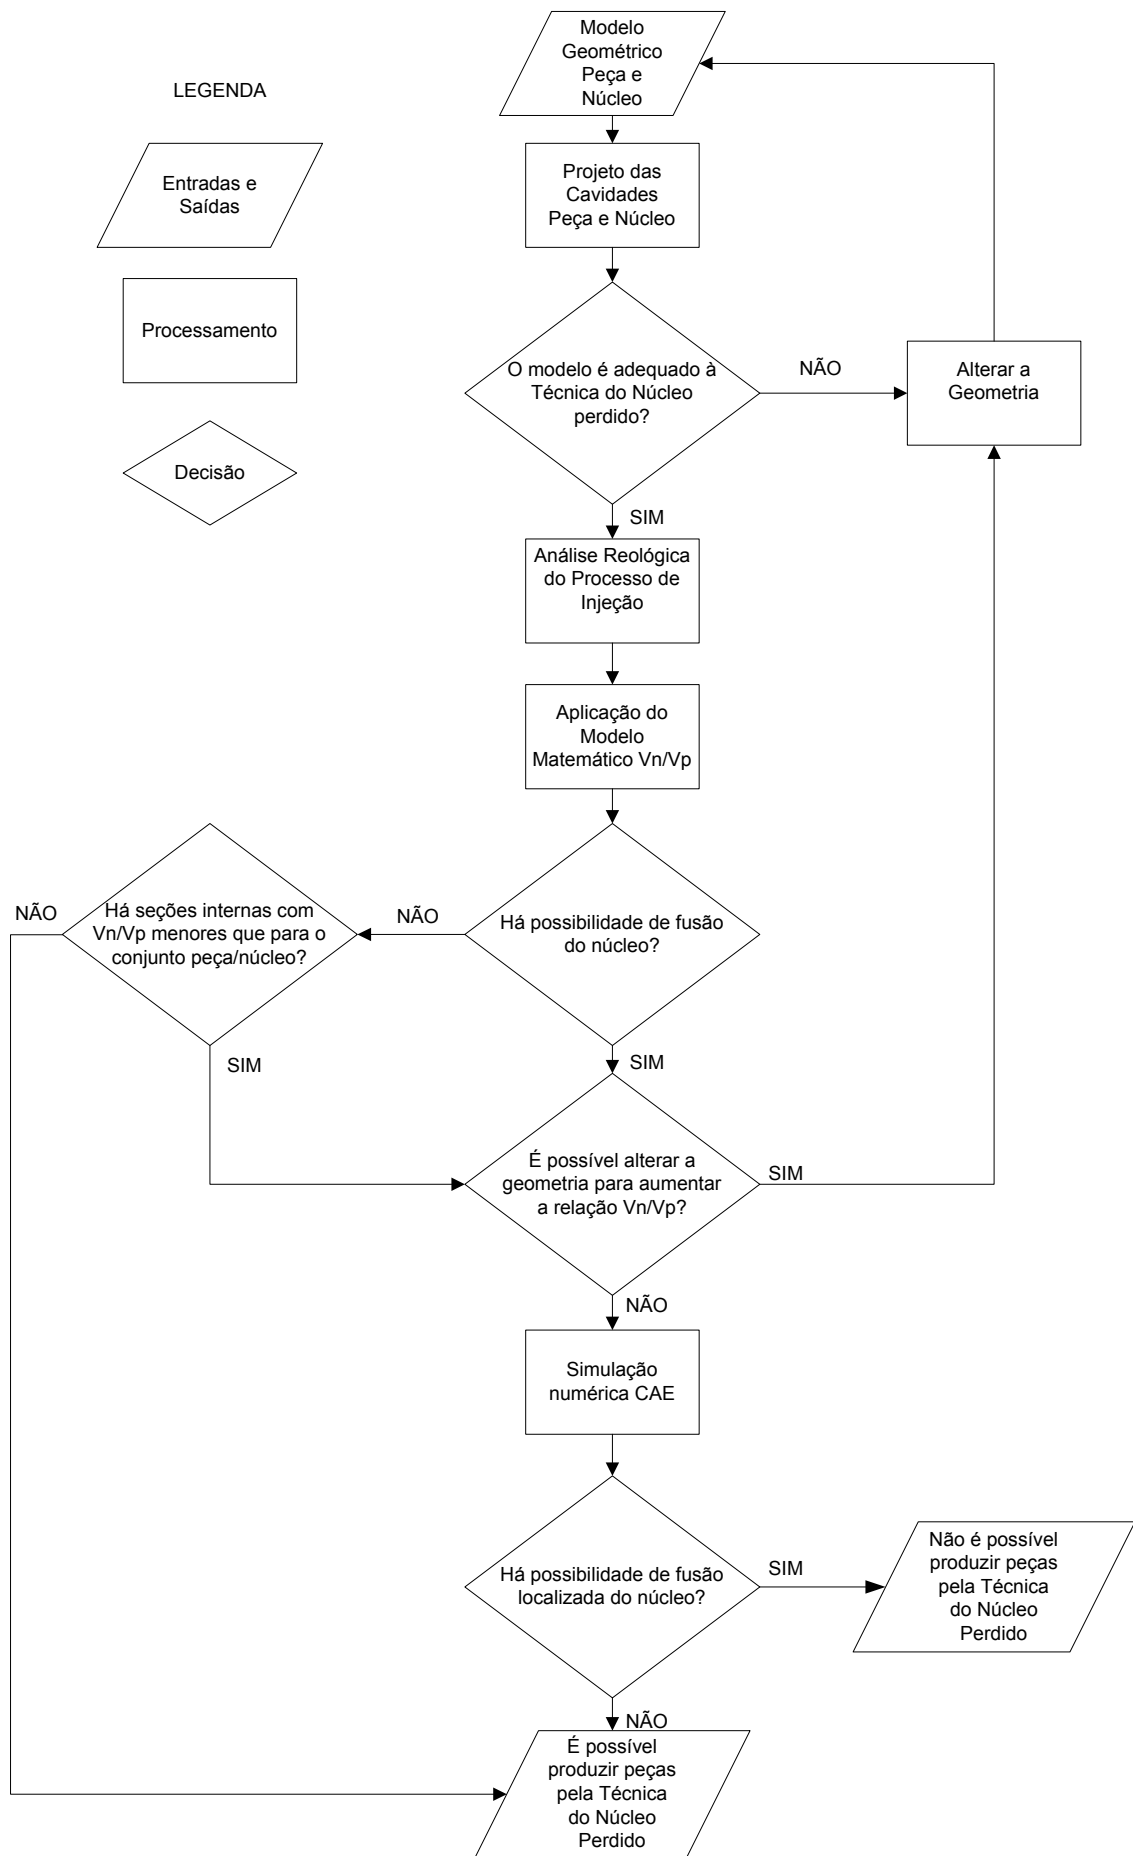 LEGENDA
Entradas e
Saídas
Processamento
Decisão
Modelo
Geométrico
Peça e
Núcleo
Projeto das
Cavidades
Peça e Núcleo
O modelo é adequado à
Técnica do Núcleo
perdido?
NÃO
Alterar a
Geometria
SIM
Análise Reológica
do Processo de
Injeção
Aplicação do
Modelo
Matemático Vn/Vp
Há possibilidade de fusão
do núcleo?
NÃO
Há seções internas com
Vn/Vp menores que para o
conjunto peça/núcleo?
NÃO
SIM
SIM
É possível alterar a
geometria para aumentar
a relação Vn/Vp?
SIM
NÃO
Simulação
numérica CAE
Há possibilidade de fusão
localizada do núcleo?
SIM
Não é possível
produzir peças
pela Técnica
do Núcleo
Perdido
NÃO
É possível
produzir peças
pela Técnica
do Núcleo
Perdido